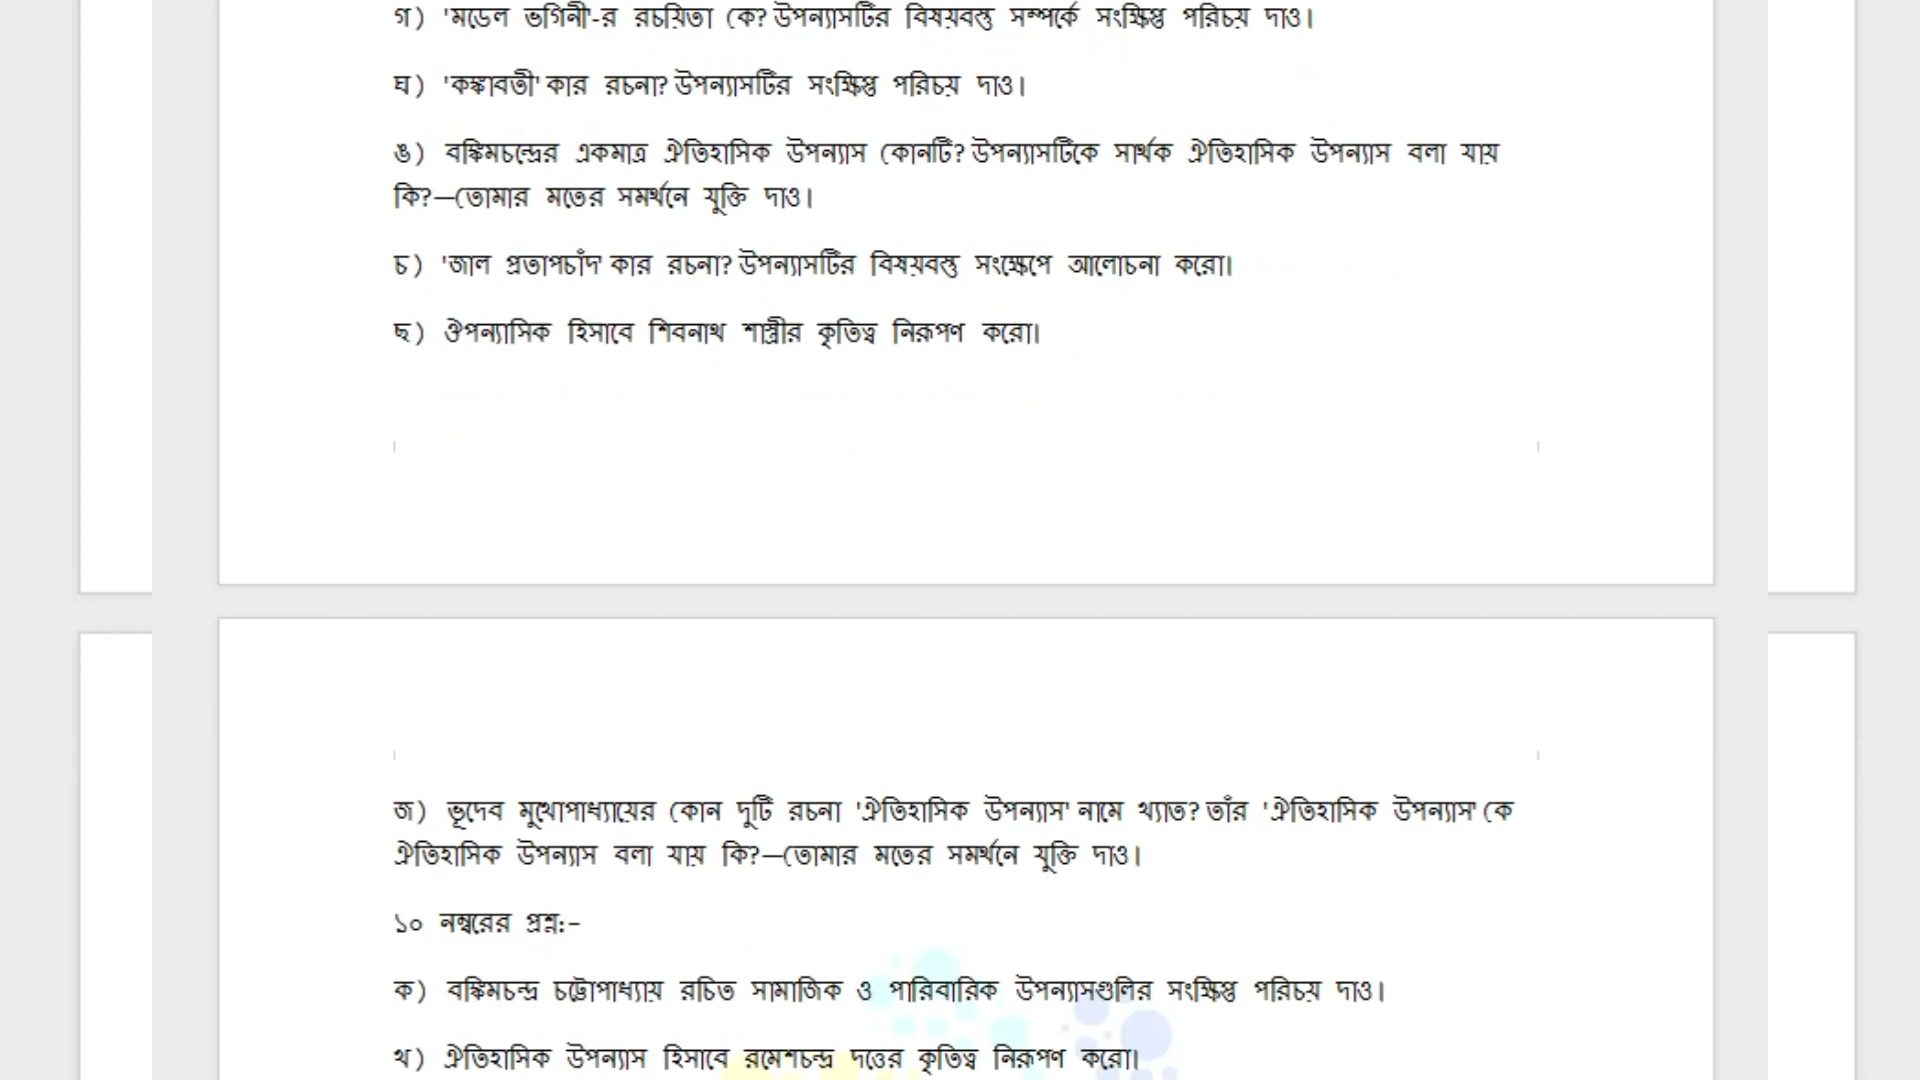 গ) 'মডেল ভগিনী'-র রচয়িতা কে? উপন্যাসটির বিষয়বস্তু সম্পর্কে সংক্ষিপ্ত পরিচয় দাও।
ঘ) 'কঙ্কাবতী' কার রচনা? উপন্যাসটির সংক্ষিপ্ত পরিচয় দাও।
ঙ) বঙ্কিমচন্দ্রের একমাত্র ঐতিহাসিক উপন্যাস কোনটি? উপন্যাসটিকে সার্থক ঐতিহাসিক উপন্যাস বলা যায়
কি?—তোমার মতের সমর্থনে যুক্তি দাও।
চ) 'জাল প্রতাপচাঁদ' কার রচনা? উপন্যাসটির বিষয়বস্তু সংক্ষেপে আলোচনা করো।
ছ) ঔপন্যাসিক হিসাবে শিবনাথ শাস্ত্রীর কৃতিত্ব নিরূপণ করো।
জ) ভূদেব মুখোপাধ্যায়ের কোন দুটি রচনা 'ঐতিহাসিক উপন্যাস' নামে খ্যাত? তাঁর 'ঐতিহাসিক উপন্যাস' কে
ঐতিহাসিক উপন্যাস বলা যায় কি?—তোমার মতের সমর্থনে যুক্তি দাও।
১০ নম্বরের প্রশ্ন:-
ক) বঙ্কিমচন্দ্র চট্টোপাধ্যায় রচিত সামাজিক ও পারিবারিক উপন্যাসগুলির সংক্ষিপ্ত পরিচয় দাও।
খ) ঐতিহাসিক উপন্যাস হিসাবে রমেশচন্দ্র দত্তের কৃতিত্ব নিরূপণ করো।